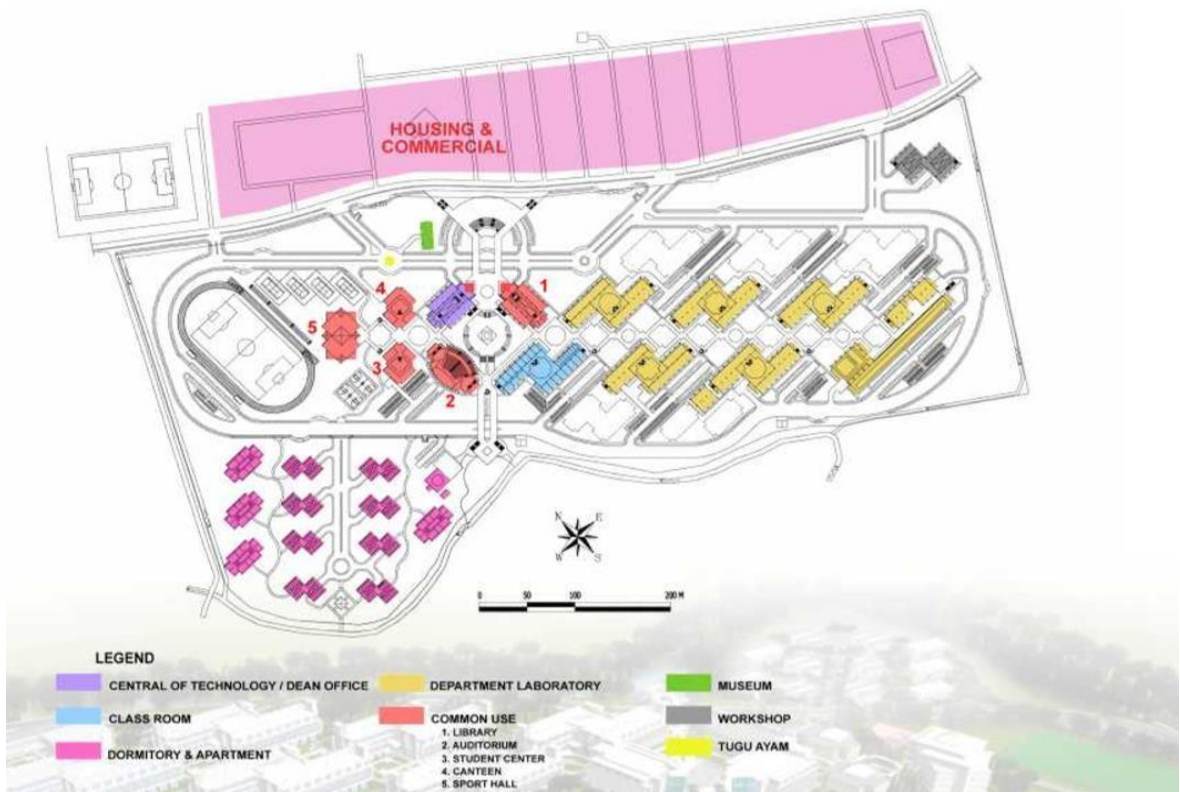 HOUSING &
COMMERCIAL
1
4
5
3
2
N E
W S
0 50 100 200 M
LEGEND
CENTRAL OF TECHNOLOGY / DEAN OFFICE
CLASS ROOM
DORMITORY & APARTMENT
DEPARTMENT LABORATORY
COMMON USE
1. LIBRARY
2. AUDITORIUM
3. STUDENT CENTER
4. CANTEEN
5. SPORT HALL
MUSEUM
WORKSHOP
TUGU AYAM